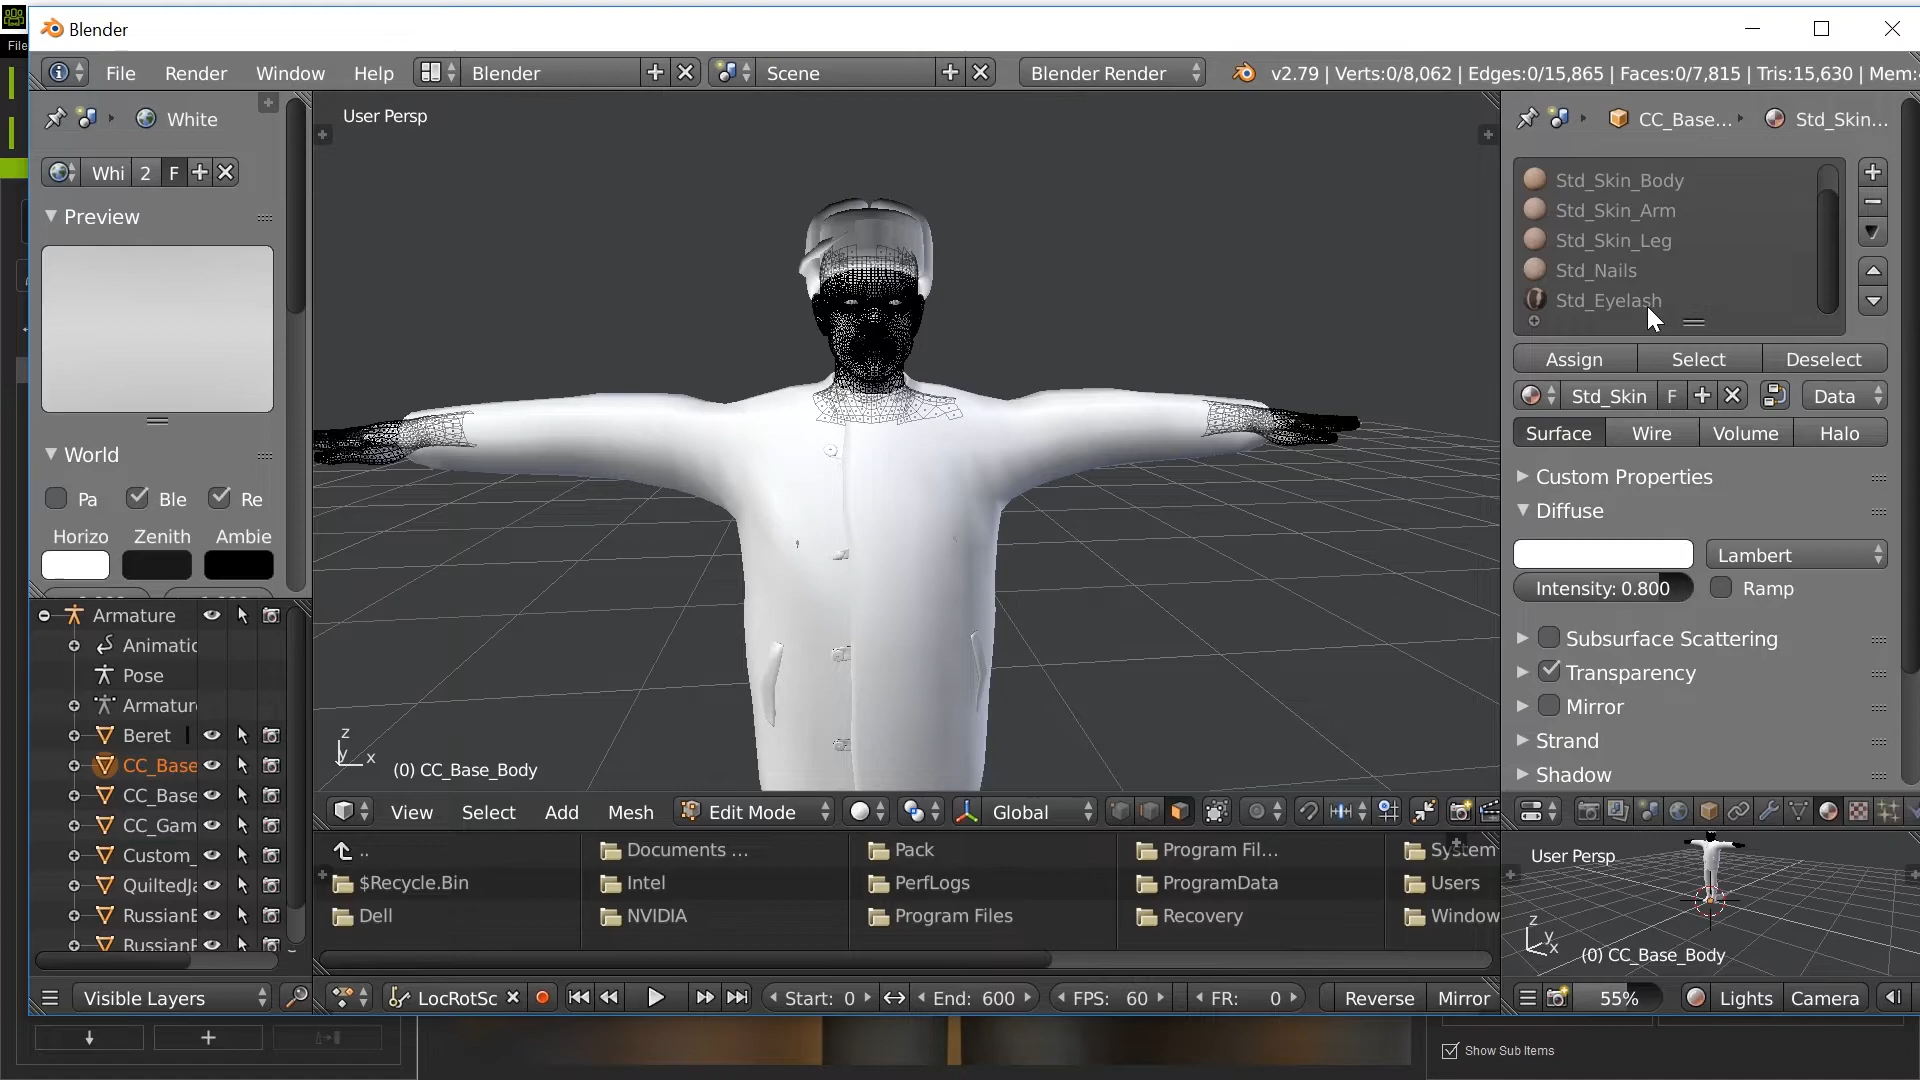 Blender
File
File Render Window Help Blender Scene Blender Render v2.79 | Verts:0/8,062 | Edges:0/15,865 | Faces:0/7,815 | Tris:15,630 | Mem:
White
Whi 2 F
Preview
World
Pa Ble Re
Horizo Zenith Ambie
Armature
Animatic
Pose
Armatur
Beret
CC_Base
CC_Base
CC_Gam
Custom_
QuiltedJa
RussianE
RussianF
Visible Layers
User Persp
z
y x
(0) CC_Base_Body
View Select Add Mesh Edit Mode Global
.. Documents ... Pack Program Fil... System
$Recycle.Bin Intel PerfLogs ProgramData Users
Dell NVIDIA Program Files Recovery Window
LocRotSc Start: 0 End: 600 FPS: 60 FR: 0 Reverse Mirror
CC_Base... Std_Skin...
Std_Skin_Body
Std_Skin_Arm
Std_Skin_Leg
Std_Nails
Std_Eyelash
Assign Select Deselect
Std_Skin F Data
Surface Wire Volume Halo
Custom Properties
Diffuse
Lambert
Intensity: 0.800 Ramp
Subsurface Scattering
Transparency
Mirror
Strand
Shadow
User Persp
z
y
x
(0) CC_Base_Body
55% Lights Camera
Show Sub Items